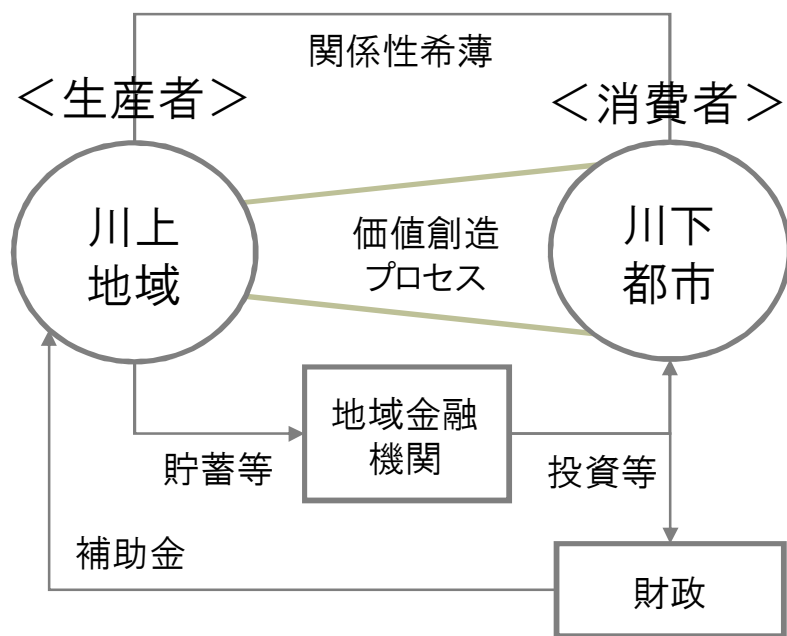 関係性希薄
＜生産者＞
＜消費者＞
川上
地域
価値創造
プロセス
川下
都市
地域金融
機関
貯蓄等
投資等
補助金
財政